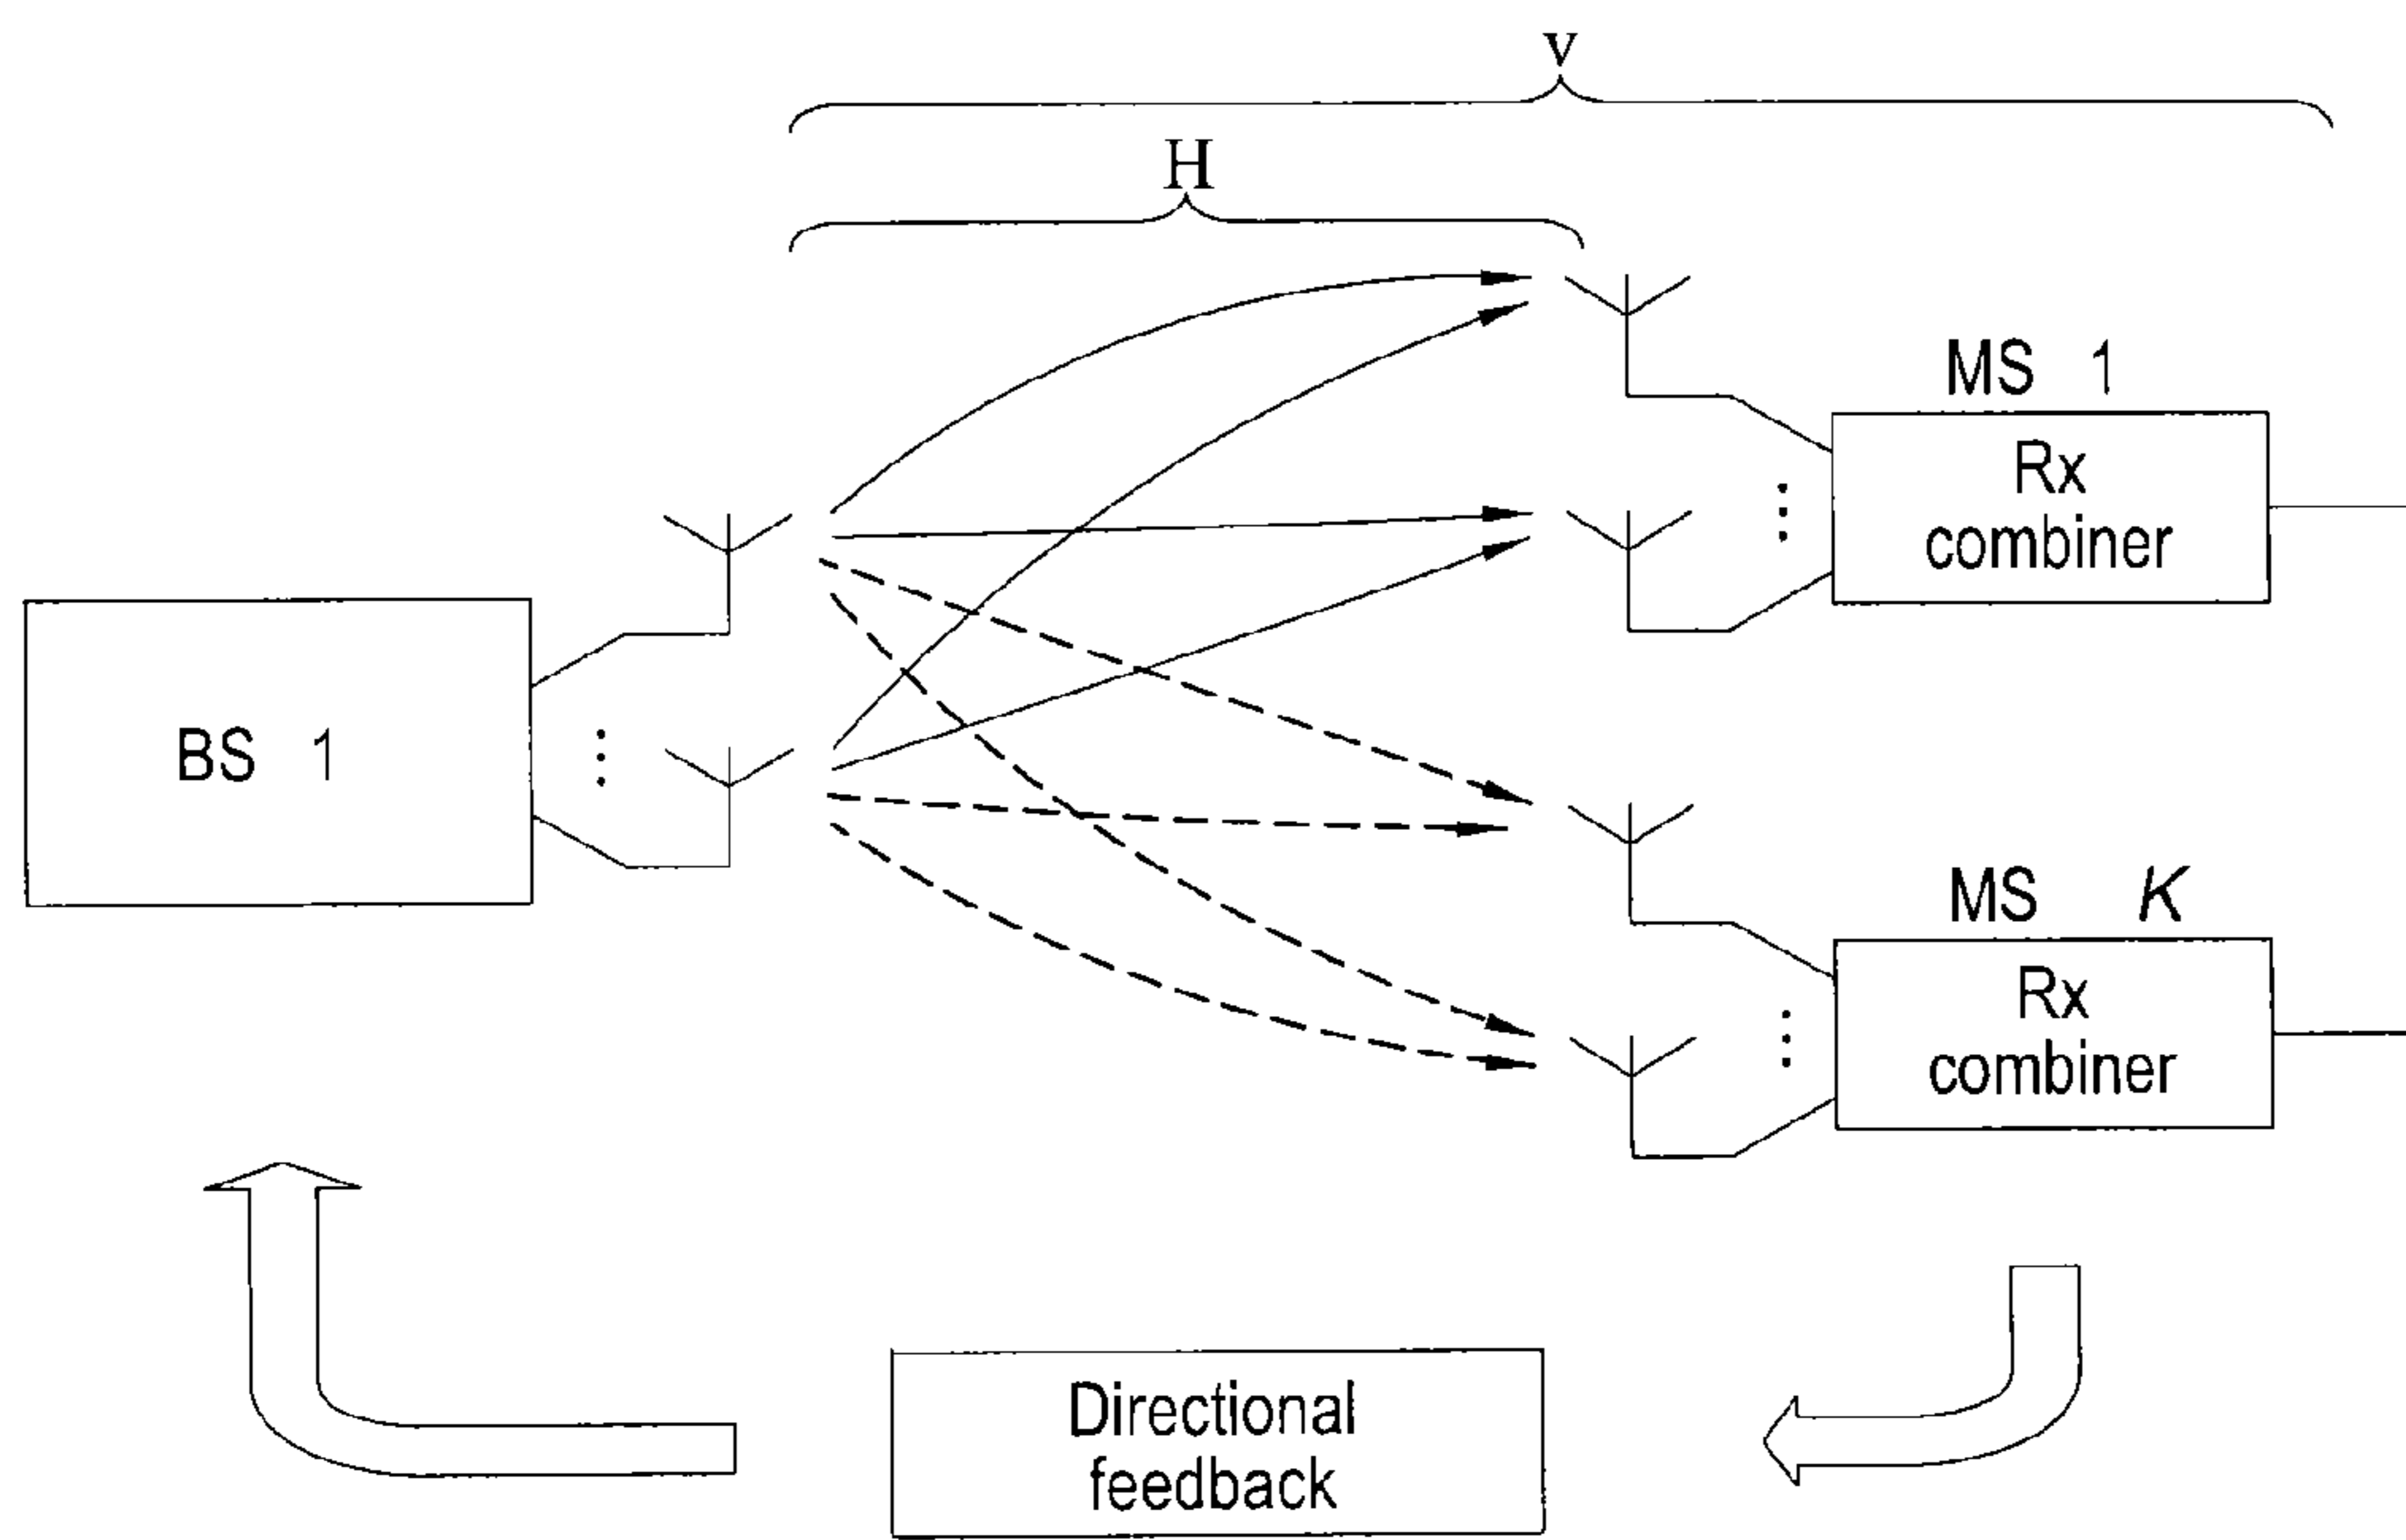 v
H
MS 1
Rx
combiner
BS 1
MS K
Rx
combiner
Directional
feedback